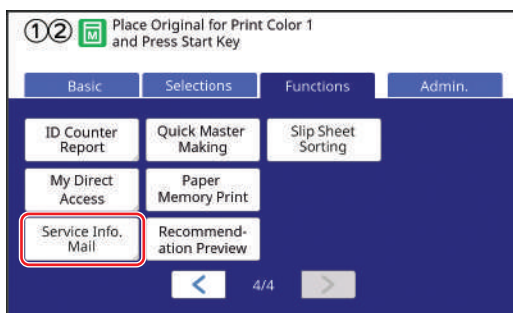 ①② M Place Original for Print Color 1
and Press Start Key
Basic Selections Functions Admin.
ID Counter
Report
Quick Master
Making
Slip Sheet
Sorting
My Direct
Access
Paper
Memory Print
Service Info.
Mail
Recommend-
ation Preview
< 4/4 >